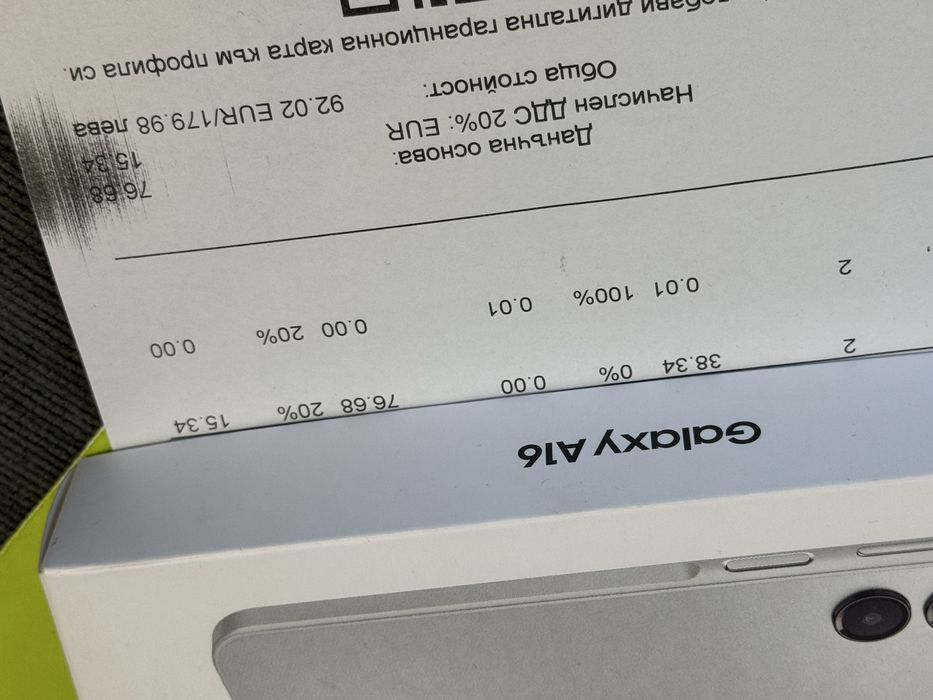 Galaxy A16
2 38.34 0% 0.00 76.68 20% 15.34
2 0.01 100% 0.01 0.00 20% 0.00
Данъчна основа: 76.68
Начислен ДДС 20%: EUR 15.34
Обща стойност: 92.02 EUR/179.98 лева
добави дигитална гаранционна карта към профила си.